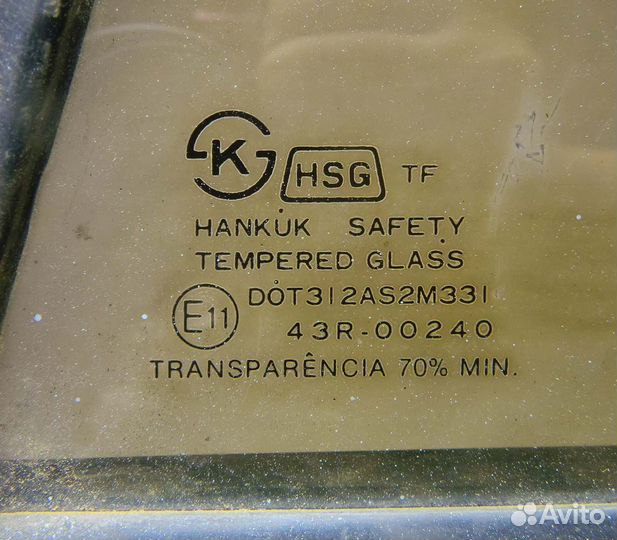 K HSG TF
HANKUK SAFETY
TEMPERED GLASS
E11 DOT312AS2M331
43R-00240
TRANSPARÊNCIA 70% MIN.
Avito